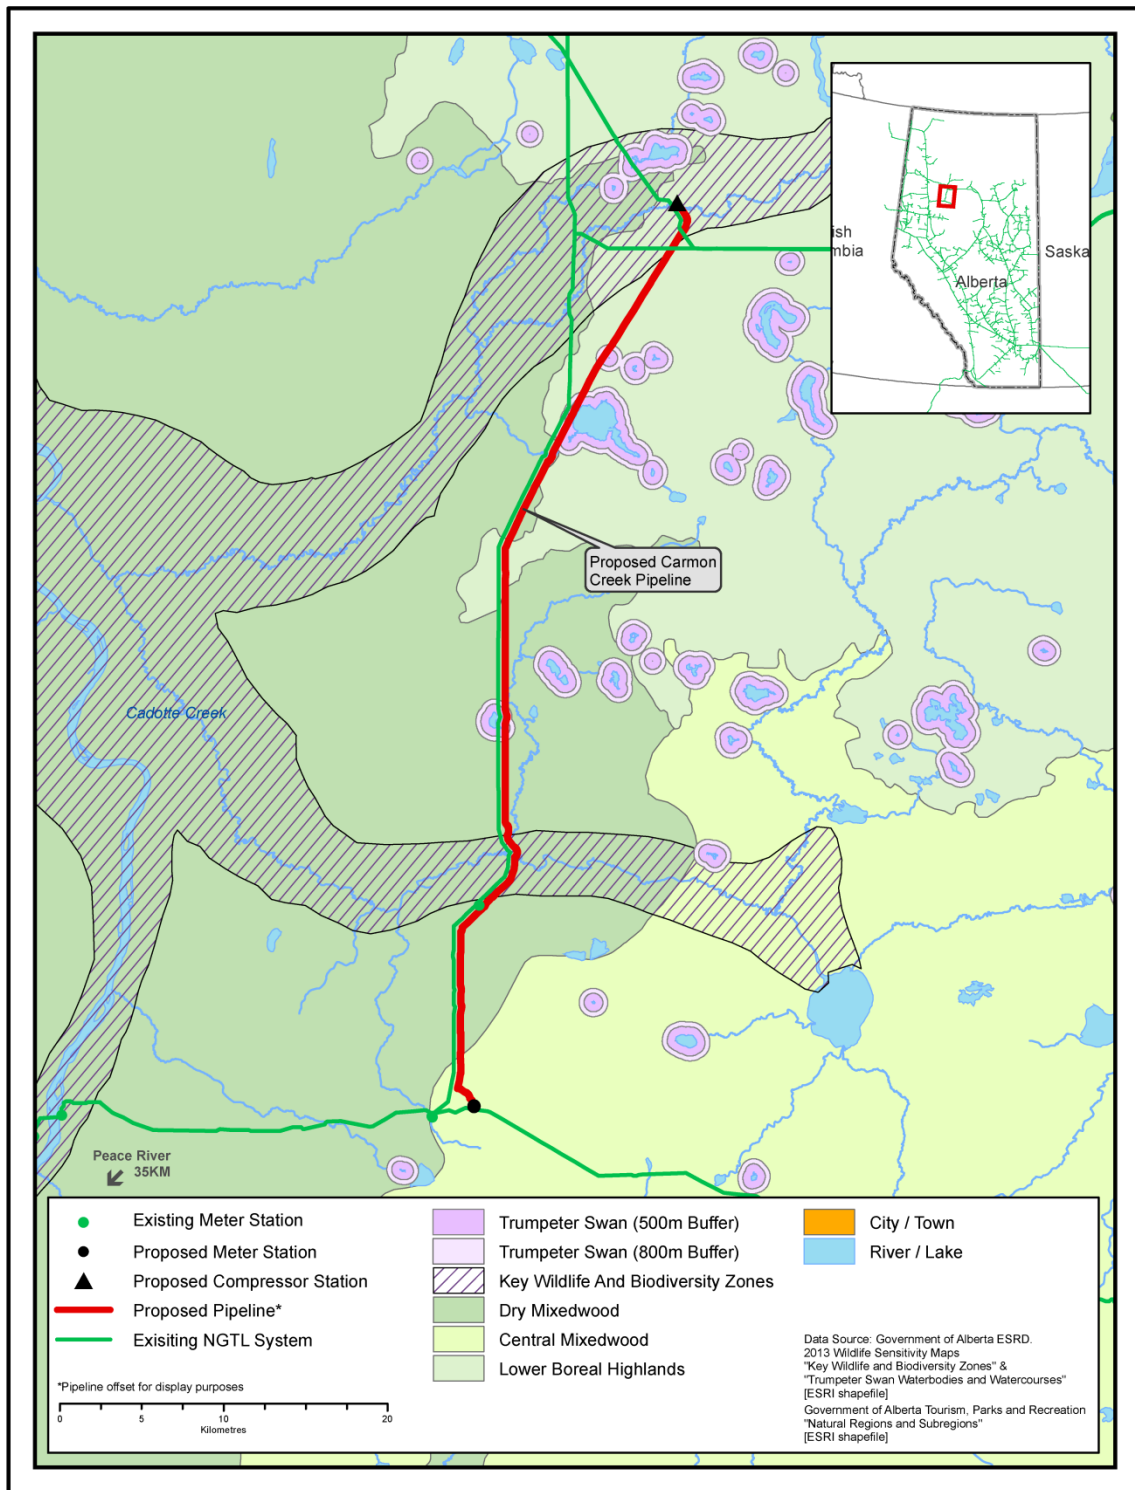 ish
mbia
Saska
Alberta
Proposed Carmon
Creek Pipeline
Cadotte Creek
Peace River
35KM
Existing Meter Station
Proposed Meter Station
Proposed Compressor Station
Proposed Pipeline*
Exisiting NGTL System
*Pipeline offset for display purposes
0 5 10 20
Kilometres
Trumpeter Swan (500m Buffer)
Trumpeter Swan (800m Buffer)
Key Wildlife And Biodiversity Zones
Dry Mixedwood
Central Mixedwood
Lower Boreal Highlands
City / Town
River / Lake
Data Source: Government of Alberta ESRD.
2013 Wildlife Sensitivity Maps
"Key Wildlife and Biodiversity Zones" &
"Trumpeter Swan Waterbodies and Watercourses"
[ESRI shapefile]
Government of Alberta Tourism, Parks and Recreation
"Natural Regions and Subregions"
[ESRI shapefile]